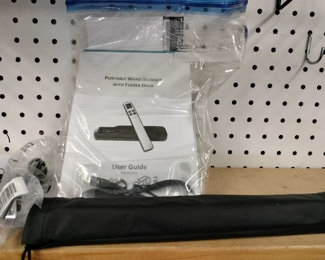 Portable Wand Scanner
with Feeder Dock
User Guide